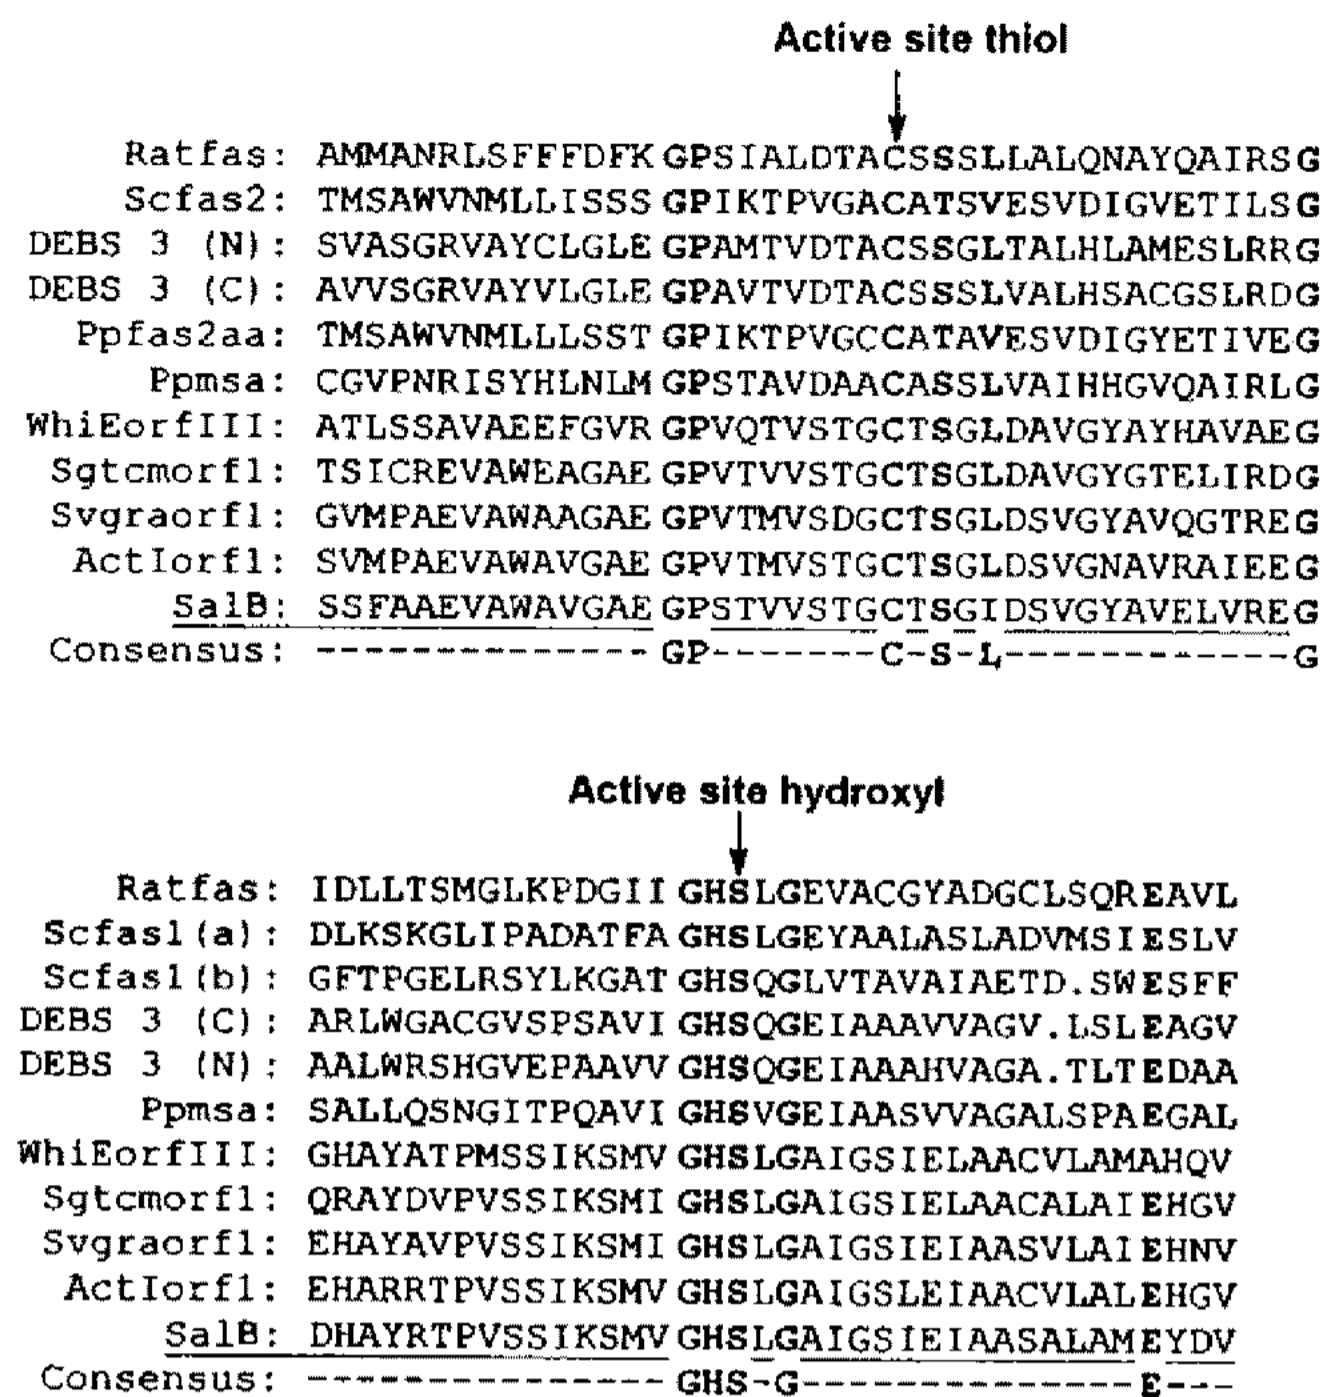 Active site thiol
Ratfas: AMMANRLSFFFDFK GPSIALDTACSSSLLALQNAYQAIRSG
Scfas2: TMSAWVNMLLISSS GPIKTPVGACATSVESVDIGVETILSG
DEBS 3 (N): SVASGRVAYCLGLE GPAMTVDTACSSGLTALHLAMESLRRG
DEBS 3 (C): AVVSGRVAYVLGLE GPAVTVDTACSSSLVALHSACGSLRDG
Ppfas2aa: TMSAWVNMLLLSST GPIKTPVGCCATAVESVDIGYETIVEG
Ppmsa: CGVPNRISYHLNLM GPSTAVDAACASSLVAIHHGVQAIRLG
WhiEorfIII: ATLSSAVAEEFGVR GPVQTVSTGCTSGLDAVGYAYHAVAEG
Sgtcmorf1: TSICREVAWEAGAE GPVTVVSTGCTSGLDAVGYGTELIRDG
Svgraorf1: GVMPAEVAWAAGAE GPVTMVSDGCTSGLDSVGYAVQGTREG
ActIorf1: SVMPAEVAWAVGAE GPVTMVSTGCTSGLDSVGNAVRAIEEG
SalB: SSFAAEVAWAVGAE GPSTVVSTGCTSGIDSVGYAVELVREG
Consensus: -------------- GP-------C-S-L------------G
Active site hydroxyl
Ratfas: IDLLTSMGLKPDGII GHSLGEVACGYADGCLSQREAVL
Scfas1(a): DLKSKGLIPADATFA GHSLGEYAALASLADVMSIESLV
Scfas1(b): GFTPGELRSYLKGAT GHSQGLVTAVAIAETD.SWESFF
DEBS 3 (C): ARLWGACGVSPSAVI GHSQGEIAAAVVAGV.LSLEAGV
DEBS 3 (N): AALWRSHGVEPAAVV GHSQGEIAAAHVAGA.TLTEDAA
Ppmsa: SALLQSNGITPQAVI GHSVGEIAASVVAGALSPAEGAL
WhiEorfIII: GHAYATPMSSIKSMV GHSLGAIGSIELAACVLAMAHQV
Sgtcmorf1: QRAYDVPVSSIKSMI GHSLGAIGSIELAACALAIEHGV
Svgraorf1: EHAYAVPVSSIKSMI GHSLGAIGSIEIAASVLAIEHNV
ActIorf1: EHARRTPVSSIKSMV GHSLGAIGSLEIAACVLALEHGV
SalB: DHAYRTPVSSIKSMV GHSLGAIGSIEIAASALAMEYDV
Consensus: --------------- GHS-G--------------E---